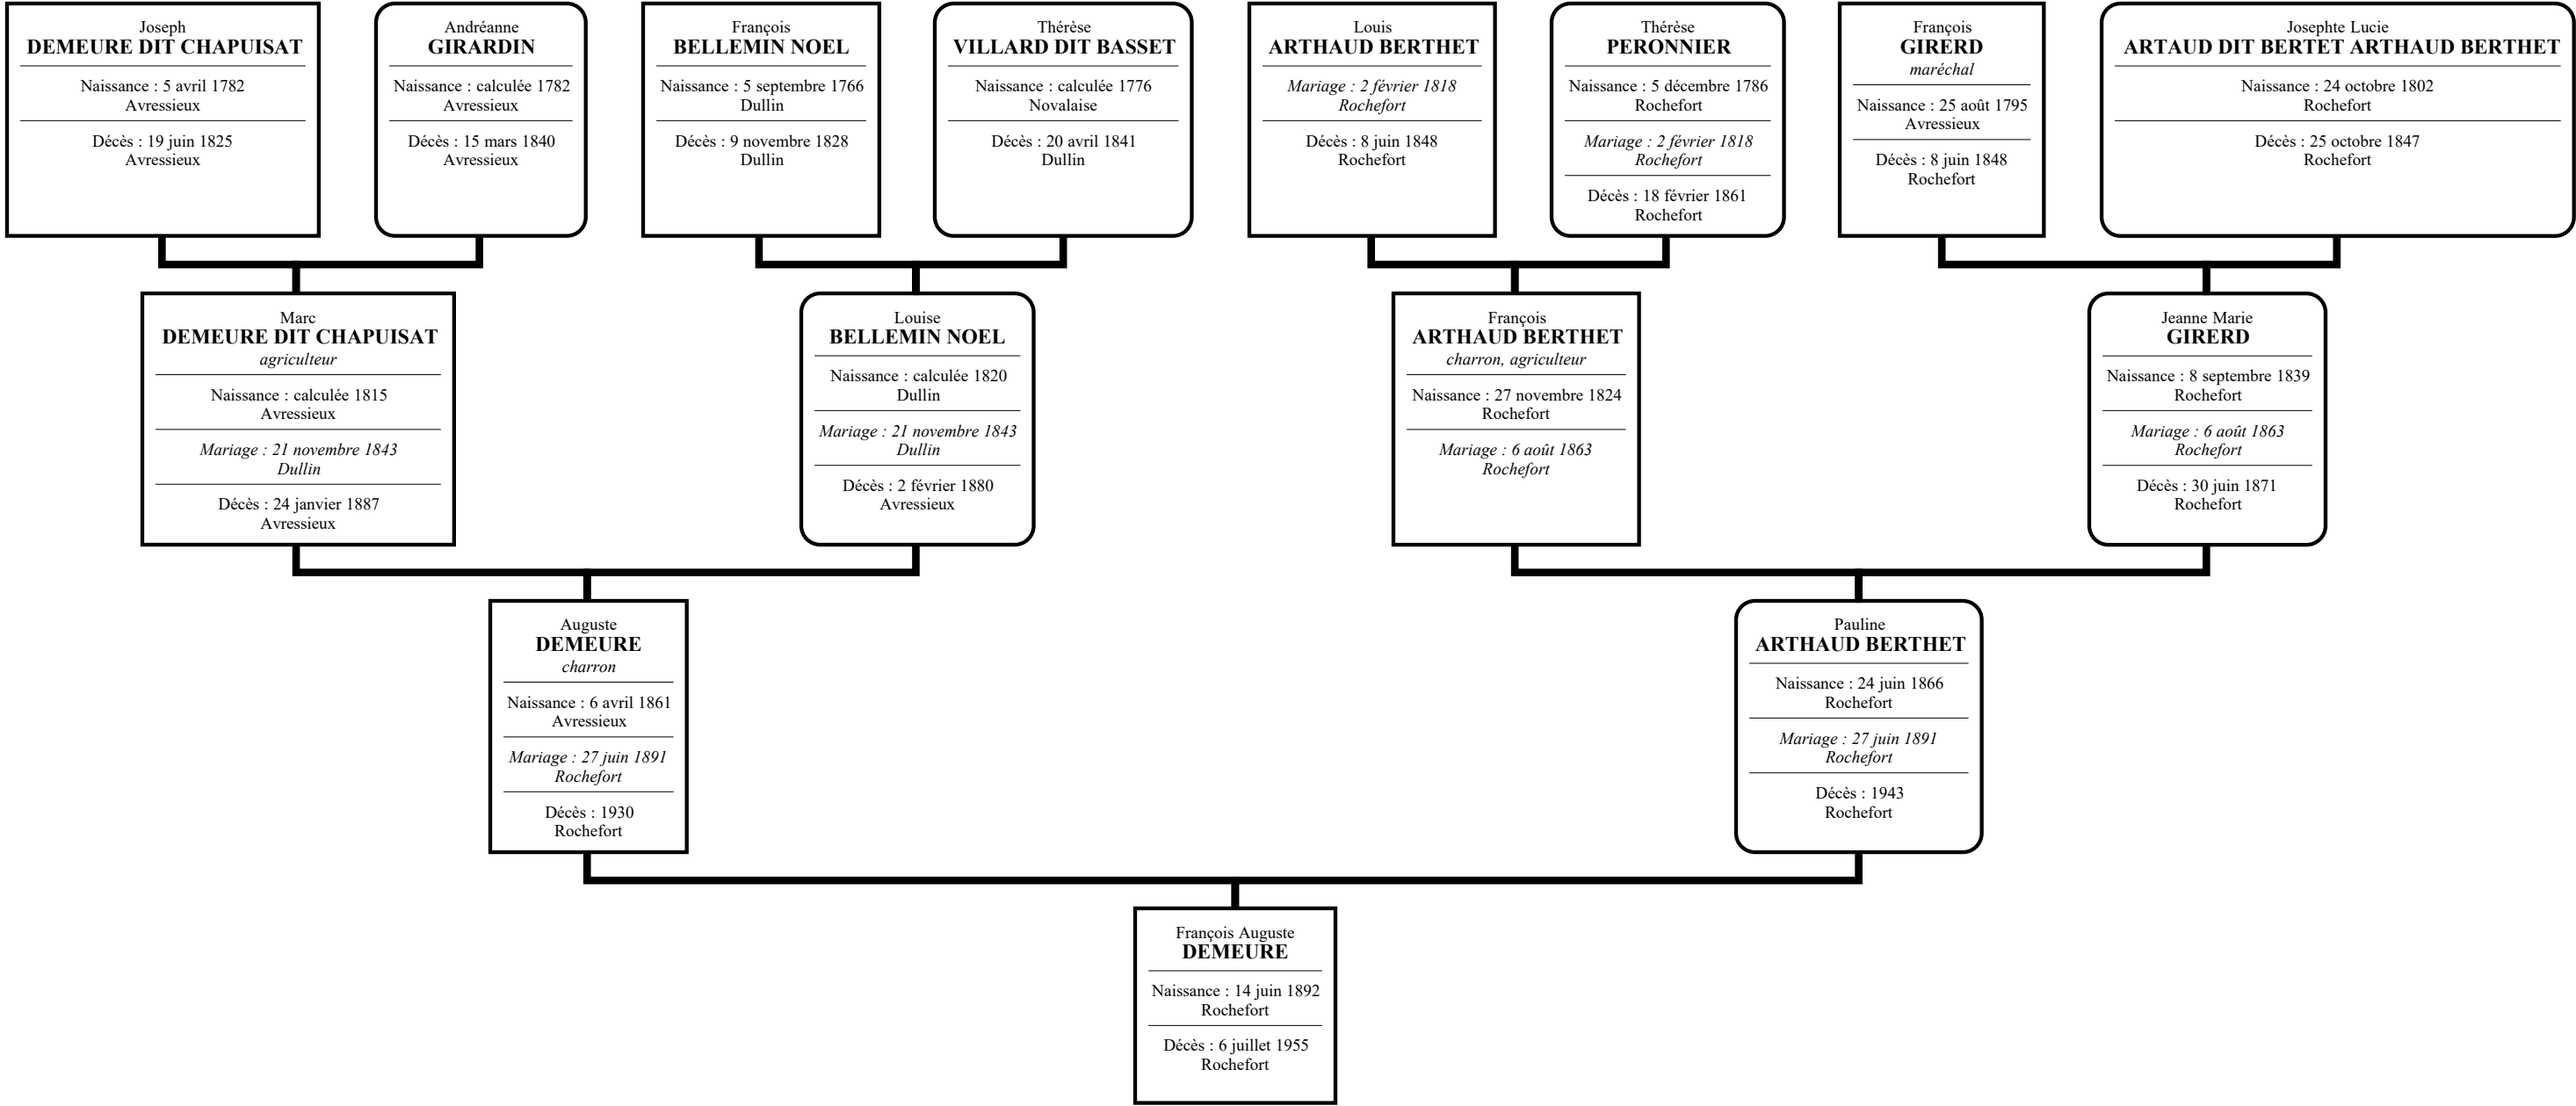 Joseph
DEMEURE DIT CHAPUISAT
Naissance : 5 avril 1782
Avressieux
Décès : 19 juin 1825
Avressieux
Andréanne
GIRARDIN
Naissance : calculée 1782
Avressieux
Décès : 15 mars 1840
Avressieux
François
BELLEMIN NOEL
Naissance : 5 septembre 1766
Dullin
Décès : 9 novembre 1828
Dullin
Thérèse
VILLARD DIT BASSET
Naissance : calculée 1776
Novalaise
Décès : 20 avril 1841
Dullin
Louis
ARTHAUD BERTHET
Mariage : 2 février 1818
Rochefort
Décès : 8 juin 1848
Rochefort
Thérèse
PERONNIER
Naissance : 5 décembre 1786
Rochefort
Mariage : 2 février 1818
Rochefort
Décès : 18 février 1861
Rochefort
François
GIRERD
maréchal
Naissance : 25 août 1795
Avressieux
Décès : 8 juin 1848
Rochefort
Josephte Lucie
ARTAUD DIT BERTET ARTHAUD BERTHET
Naissance : 24 octobre 1802
Rochefort
Décès : 25 octobre 1847
Rochefort
Marc
DEMEURE DIT CHAPUISAT
agriculteur
Naissance : calculée 1815
Avressieux
Mariage : 21 novembre 1843
Dullin
Décès : 24 janvier 1887
Avressieux
Louise
BELLEMIN NOEL
Naissance : calculée 1820
Dullin
Mariage : 21 novembre 1843
Dullin
Décès : 2 février 1880
Avressieux
François
ARTHAUD BERTHET
charron, agriculteur
Naissance : 27 novembre 1824
Rochefort
Mariage : 6 août 1863
Rochefort
Jeanne Marie
GIRERD
Naissance : 8 septembre 1839
Rochefort
Mariage : 6 août 1863
Rochefort
Décès : 30 juin 1871
Rochefort
Auguste
DEMEURE
charron
Naissance : 6 avril 1861
Avressieux
Mariage : 27 juin 1891
Rochefort
Décès : 1930
Rochefort
Pauline
ARTHAUD BERTHET
Naissance : 24 juin 1866
Rochefort
Mariage : 27 juin 1891
Rochefort
Décès : 1943
Rochefort
François Auguste
DEMEURE
Naissance : 14 juin 1892
Rochefort
Décès : 6 juillet 1955
Rochefort